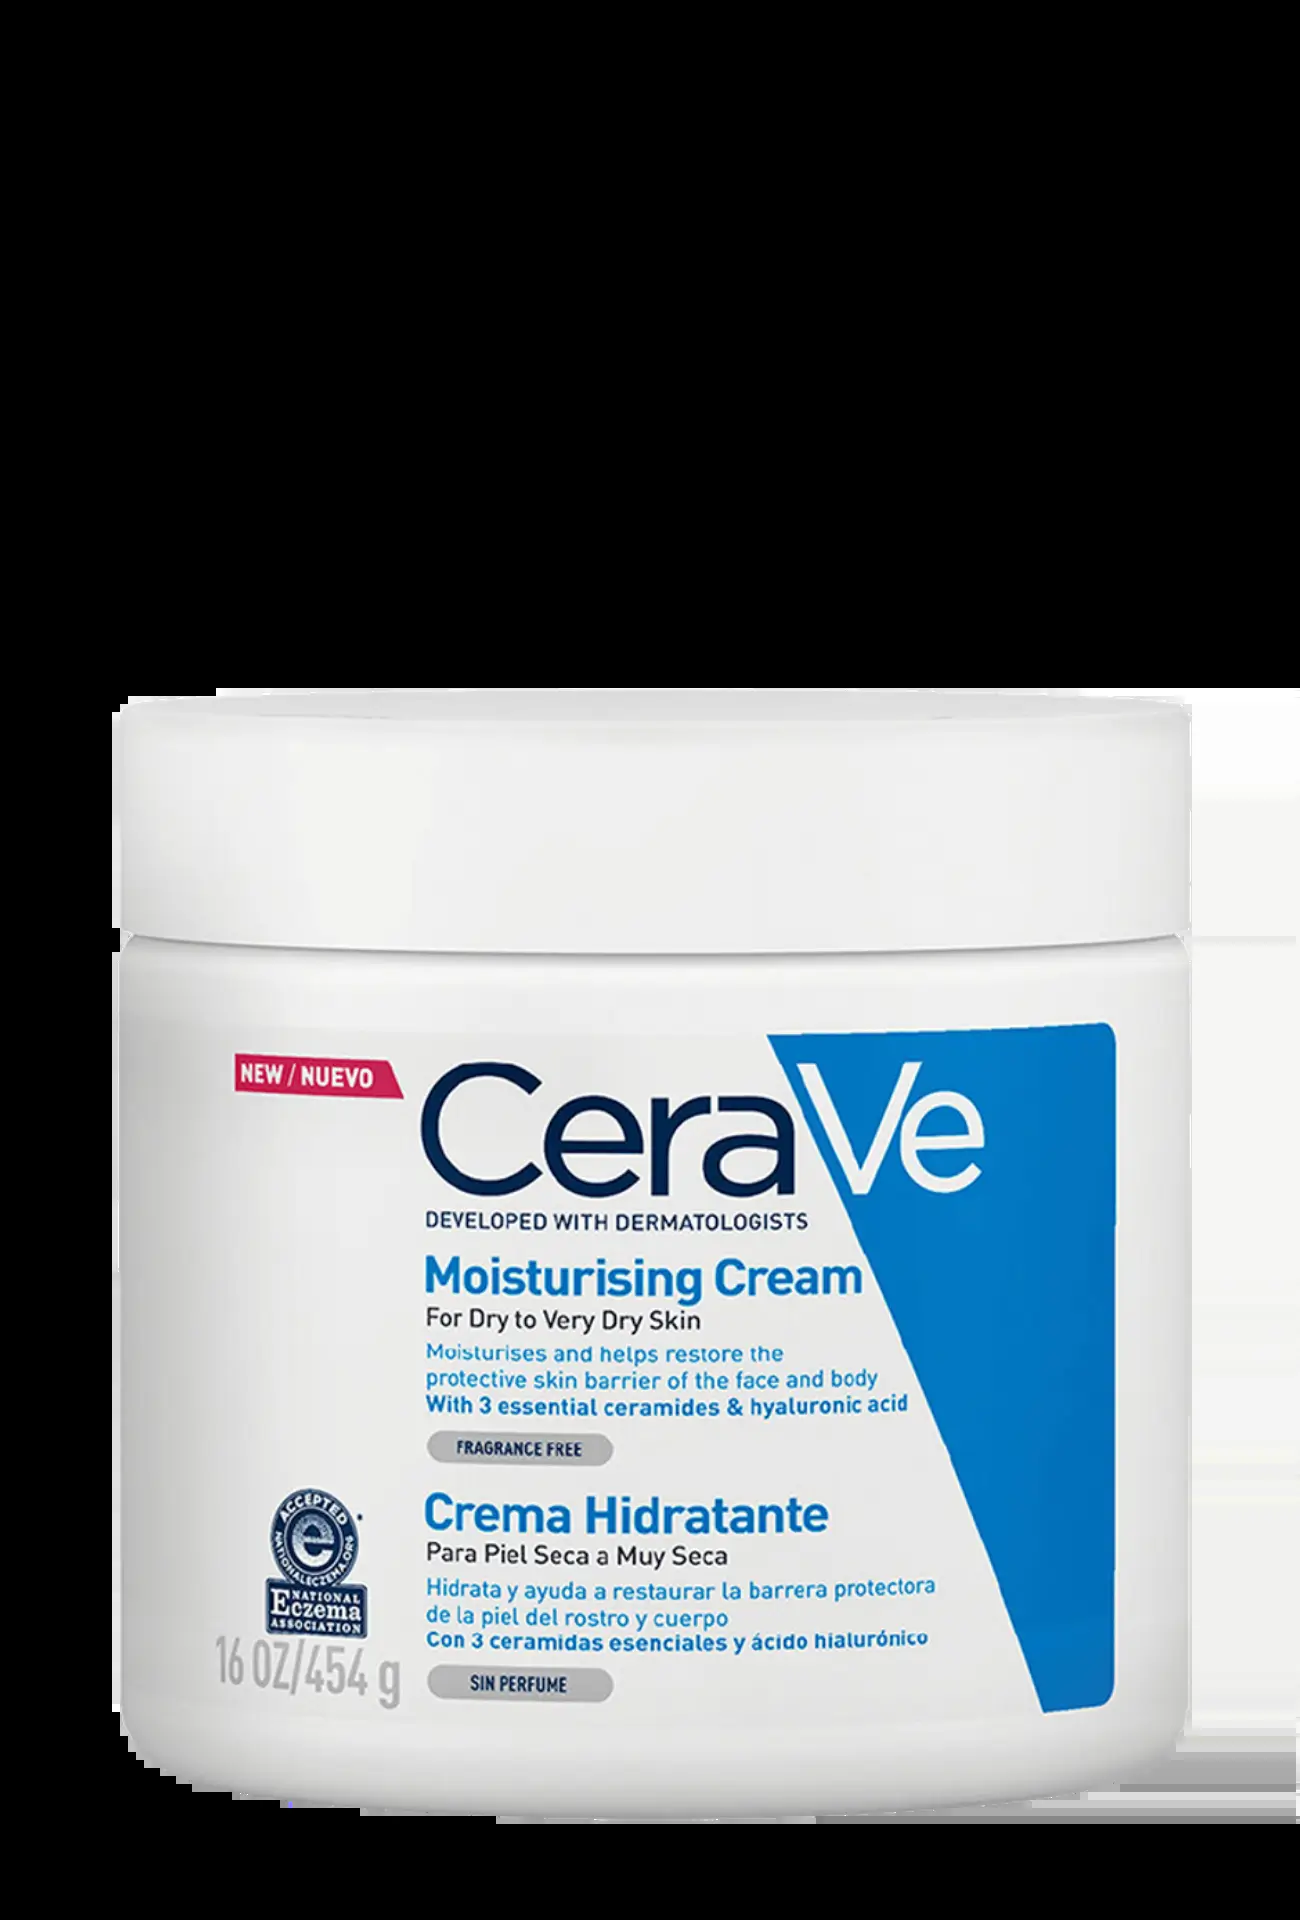 NEW / NUEVO
CeraVe
DEVELOPED WITH DERMATOLOGISTS
Moisturising Cream
For Dry to Very Dry Skin
Moisturises and helps restore the
protective skin barrier of the face and body
With 3 essential ceramides & hyaluronic acid
FRAGRANCE FREE
Crema Hidratante
Para Piel Seca a Muy Seca
Hidrata y ayuda a restaurar la barrera protectora
de la piel del rostro y cuerpo
Con 3 ceramidas esenciales y ácido hialurónico
SIN PERFUME
ACCEPTED
e
NATIONALECZEMA.ORG
NATIONAL
Eczema
ASSOCIATION
16 OZ/454 g